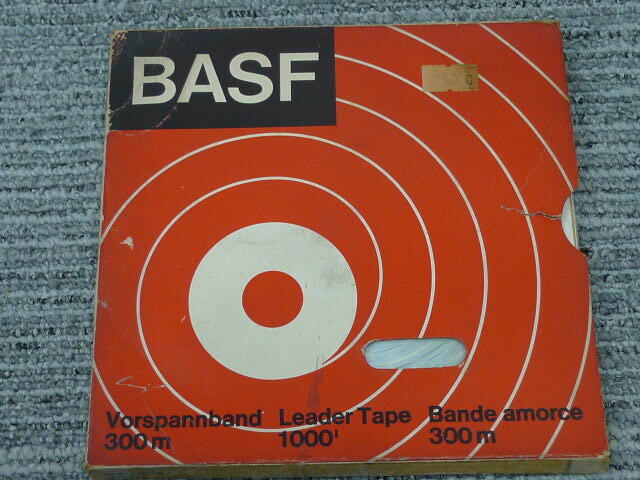 BASF
Vorspannband Leader Tape Bande amorce
300 m 1000' 300 m